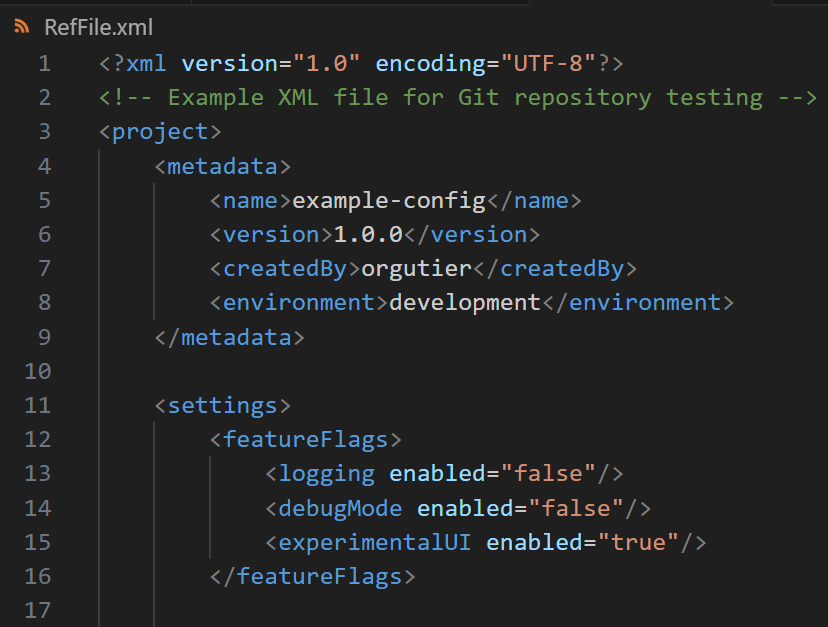 RefFile.xml
1 <?xml version="1.0" encoding="UTF-8"?>
2 <!-- Example XML file for Git repository testing -->
3 <project>
4     <metadata>
5         <name>example-config</name>
6         <version>1.0.0</version>
7         <createdBy>orgutier</createdBy>
8         <environment>development</environment>
9     </metadata>
10
11     <settings>
12         <featureFlags>
13             <logging enabled="false"/>
14             <debugMode enabled="false"/>
15             <experimentalUI enabled="true"/>
16         </featureFlags>
17